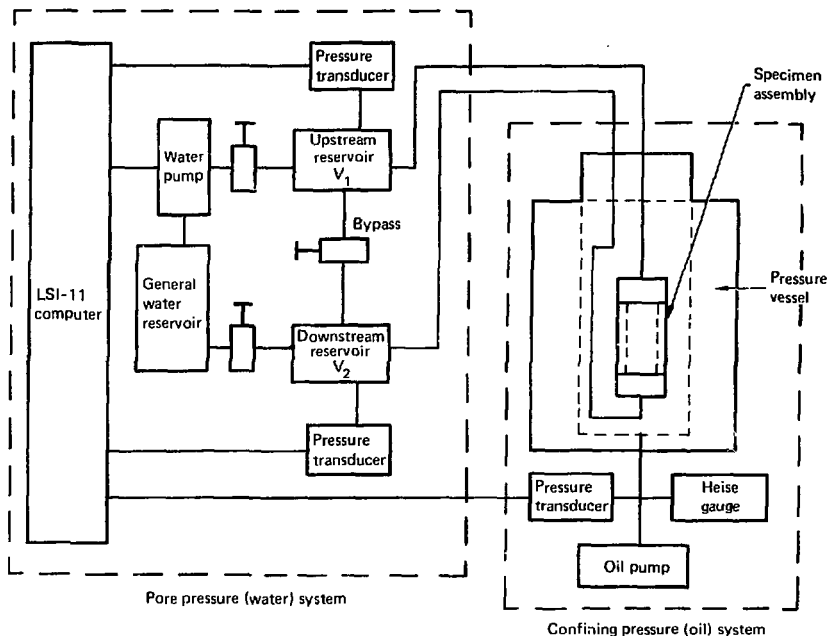 Pressure
transducer
Specimen
assembly
Water
pump
Upstream
reservoir
V1
Bypass
General
water
reservoir
LSI-11
computer
Pressure
vessel
Downstream
reservoir
V2
Pressure
transducer
Pressure
transducer
Heise
gauge
Oil pump
Pore pressure (water) system
Confining pressure (oil) system